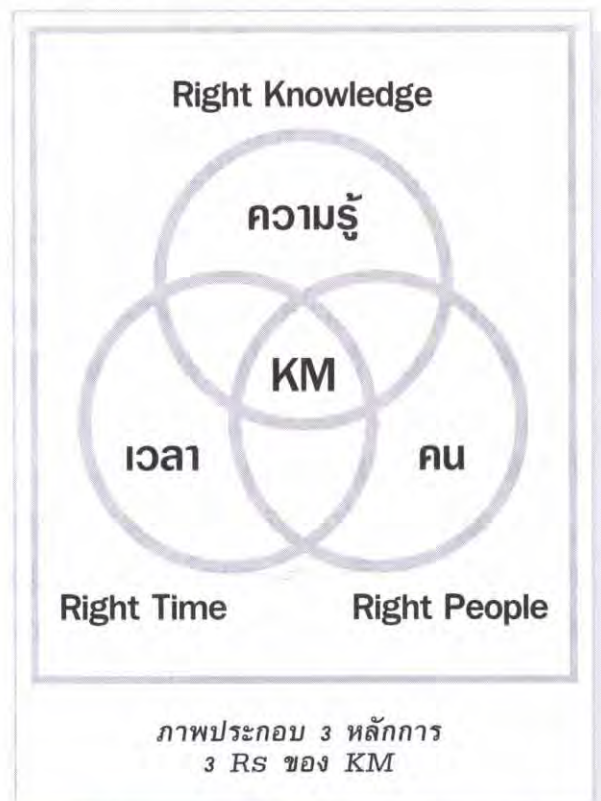 Right Knowledge
ความรู้
KM
เวลา
คน
Right Time
Right People
ภาพประกอบ 3 หลักการ
3 Rs ของ KM